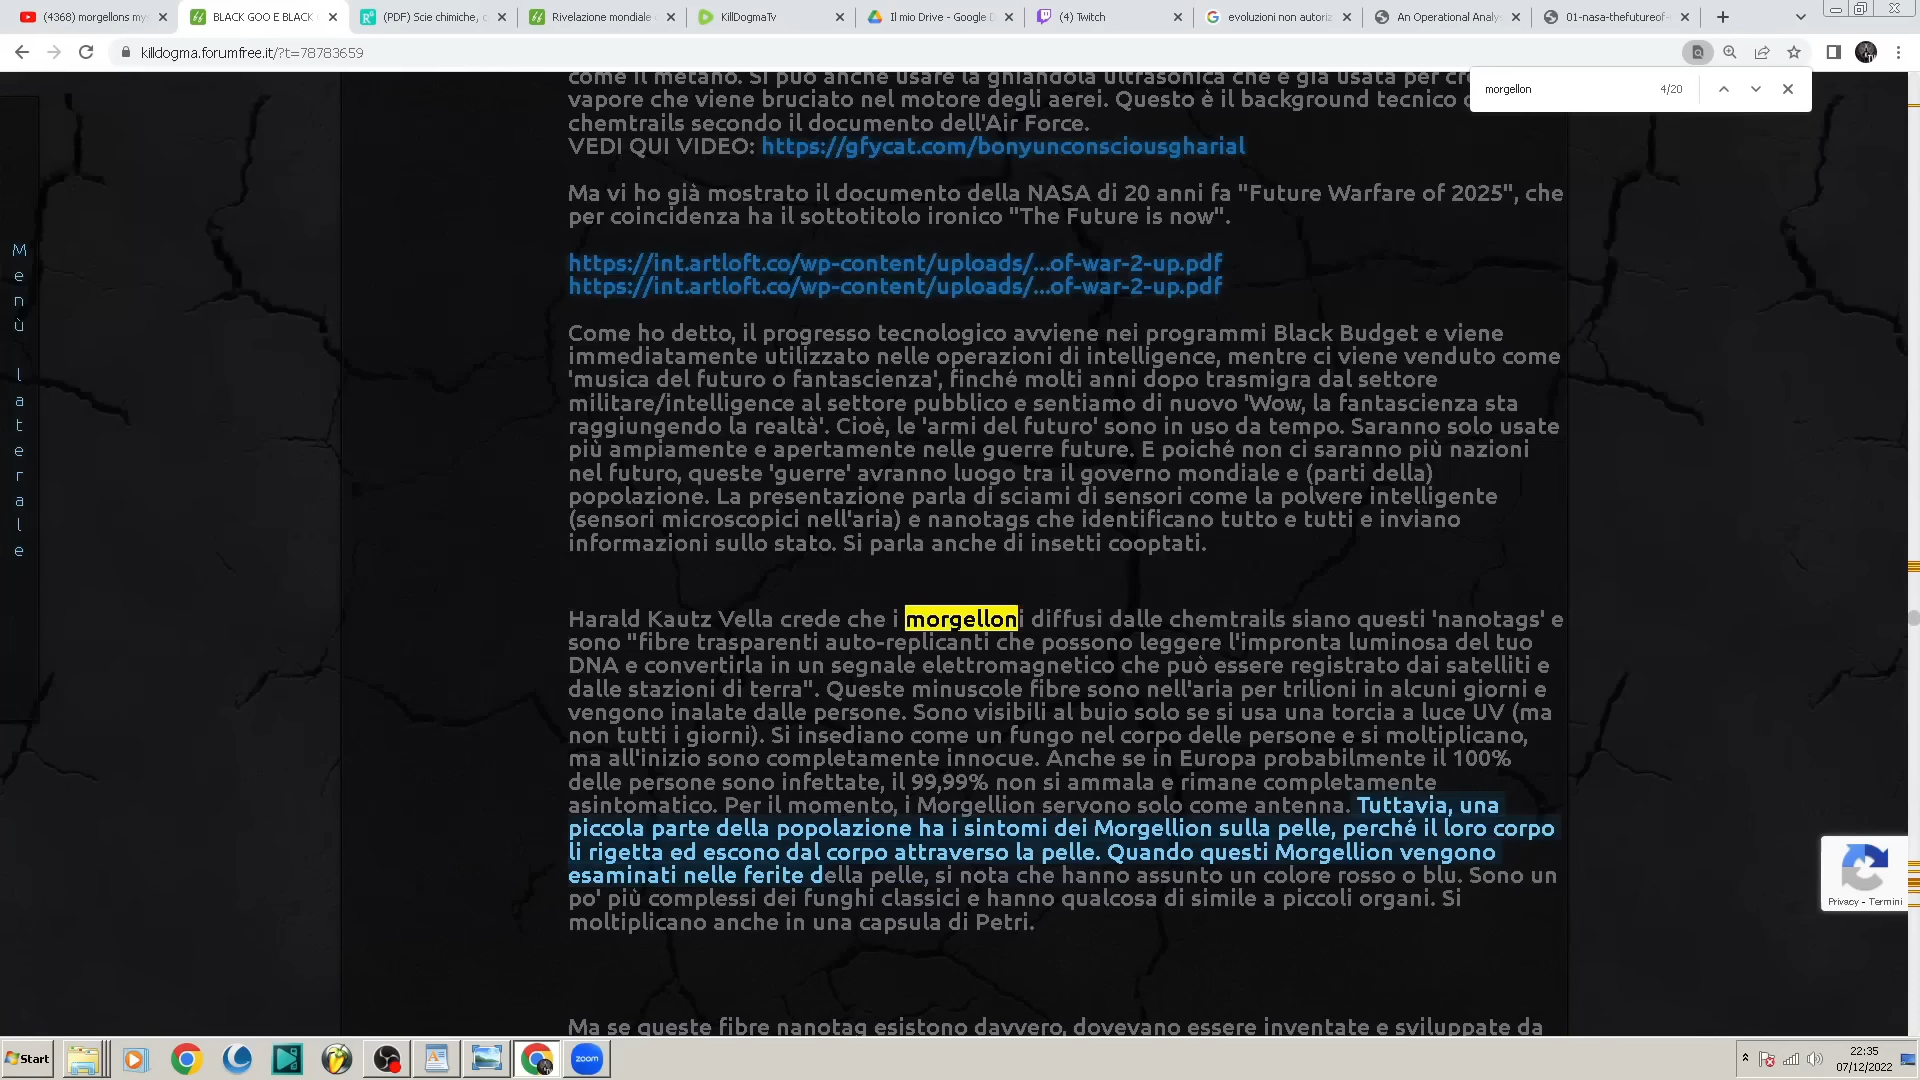 (4368) morgellons my
BLACK GOO E BLACK
(PDF) Scie chimiche,
Rivelazione mondiale
KillDogmaTv
Il mio Drive - Google D
(4) Twitch
evoluzioni non autoriz
An Operational Analy
01-nasa-thefutureof-
killdogma.forumfree.it/?t=78783659
morgellon
4/20
come il metano. Si può anche usare la ghiandola ultrasonica che è già usata per cr
vapore che viene bruciato nel motore degli aerei. Questo è il background tecnico
chemtrails secondo il documento dell'Air Force.
VEDI QUI VIDEO: https://gfycat.com/bonyunconsciousgharial
Ma vi ho già mostrato il documento della NASA di 20 anni fa "Future Warfare of 2025", che
per coincidenza ha il sottotitolo ironico "The Future is now".
https://int.artloft.co/wp-content/uploads/...of-war-2-up.pdf
https://int.artloft.co/wp-content/uploads/...of-war-2-up.pdf
Come ho detto, il progresso tecnologico avviene nei programmi Black Budget e viene
immediatamente utilizzato nelle operazioni di intelligence, mentre ci viene venduto come
'musica del futuro o fantascienza', finché molti anni dopo trasmigra dal settore
militare/intelligence al settore pubblico e sentiamo di nuovo 'Wow, la fantascienza sta
raggiungendo la realtà'. Cioè, le 'armi del futuro' sono in uso da tempo. Saranno solo usate
più ampiamente e apertamente nelle guerre future. E poiché non ci saranno più nazioni
nel futuro, queste 'guerre' avranno luogo tra il governo mondiale e (parti della)
popolazione. La presentazione parla di sciami di sensori come la polvere intelligente
(sensori microscopici nell'aria) e nanotags che identificano tutto e tutti e inviano
informazioni sullo stato. Si parla anche di insetti cooptati.
Harald Kautz Vella crede che i morgelloni diffusi dalle chemtrails siano questi 'nanotags' e
sono "fibre trasparenti auto-replicanti che possono leggere l'impronta luminosa del tuo
DNA e convertirla in un segnale elettromagnetico che può essere registrato dai satelliti e
dalle stazioni di terra". Queste minuscole fibre sono nell'aria per trilioni in alcuni giorni e
vengono inalate dalle persone. Sono visibili al buio solo se si usa una torcia a luce UV (ma
non tutti i giorni). Si insediano come un fungo nel corpo delle persone e si moltiplicano,
ma all'inizio sono completamente innocue. Anche se in Europa probabilmente il 100%
delle persone sono infettate, il 99,99% non si ammala e rimane completamente
asintomatico. Per il momento, i Morgellion servono solo come antenna. Tuttavia, una
piccola parte della popolazione ha i sintomi dei Morgellion sulla pelle, perché il loro corpo
li rigetta ed escono dal corpo attraverso la pelle. Quando questi Morgellion vengono
esaminati nelle ferite della pelle, si nota che hanno assunto un colore rosso o blu. Sono un
po' più complessi dei funghi classici e hanno qualcosa di simile a piccoli organi. Si
moltiplicano anche in una capsula di Petri.
Ma se queste fibre nanotag esistono davvero, dovevano essere inventate e sviluppate da
Menù laterale
Privacy - Termini
Start
zoom
22:35
07/12/2022